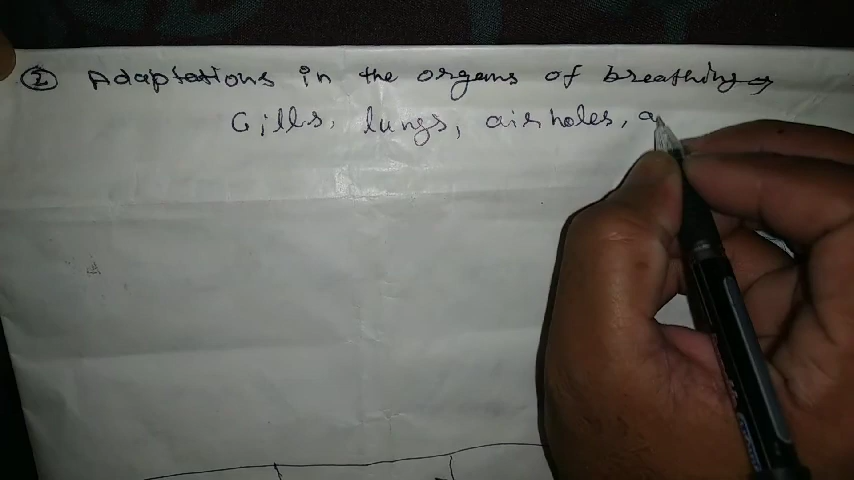 ② Adaptations in the organs of breathing →
Gills, lungs, air holes, a